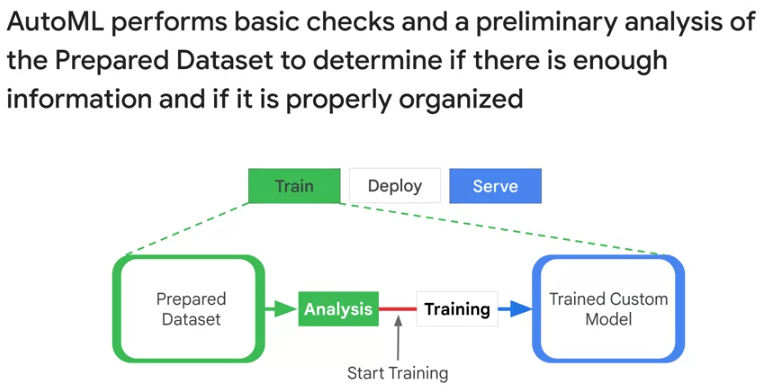 AutoML performs basic checks and a preliminary analysis of
the Prepared Dataset to determine if there is enough
information and if it is properly organized
Train
Deploy
Serve
Prepared
Dataset
Analysis
Training
Trained Custom
Model
Start Training